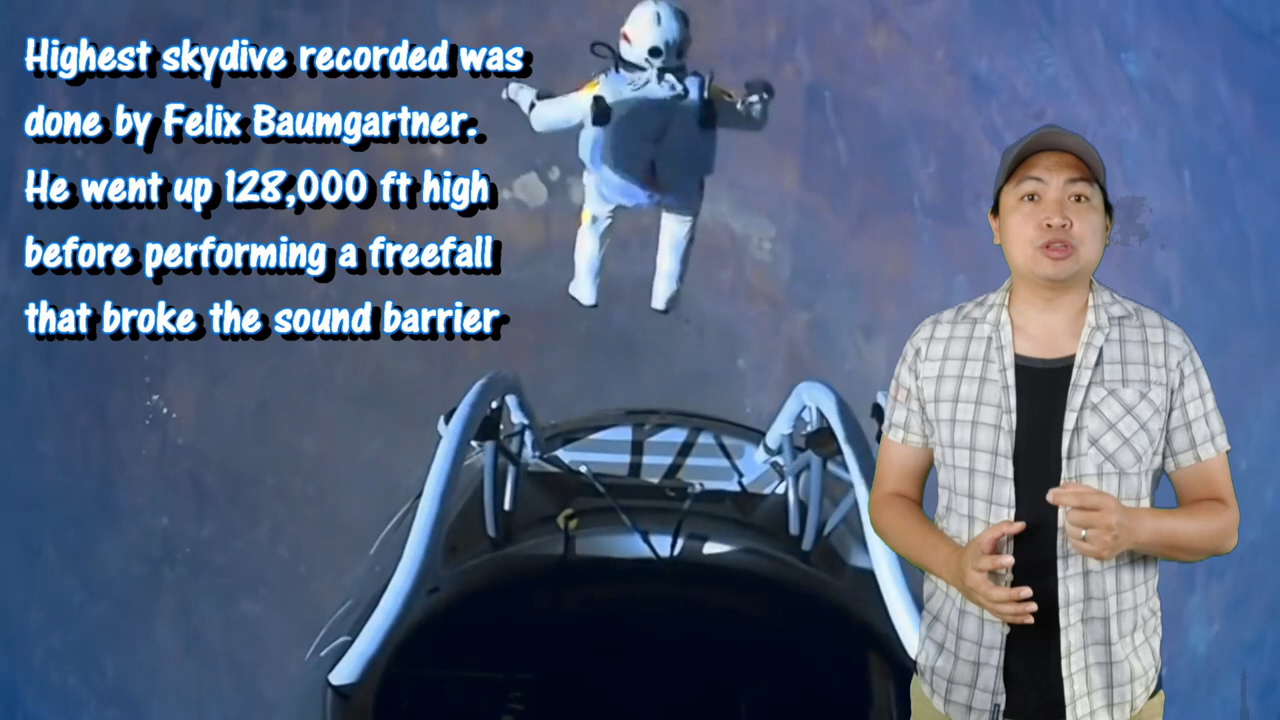 Highest skydive recorded was
done by Felix Baumgartner.
He went up 128,000 ft high
before performing a freefall
that broke the sound barrier